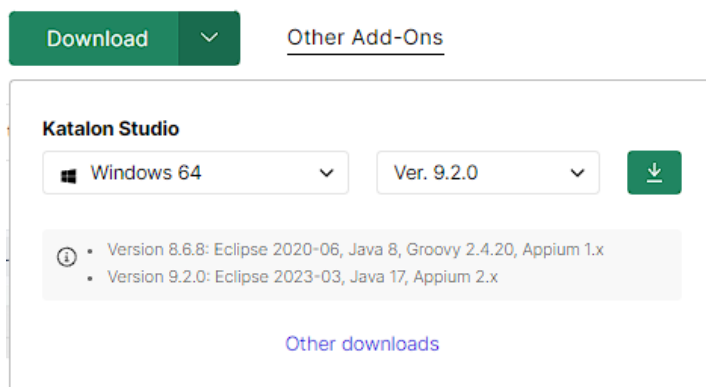 Download
Other Add-Ons
Katalon Studio
Windows 64
Ver. 9.2.0
Version 8.6.8: Eclipse 2020-06, Java 8, Groovy 2.4.20, Appium 1.x
Version 9.2.0: Eclipse 2023-03, Java 17, Appium 2.x
Other downloads